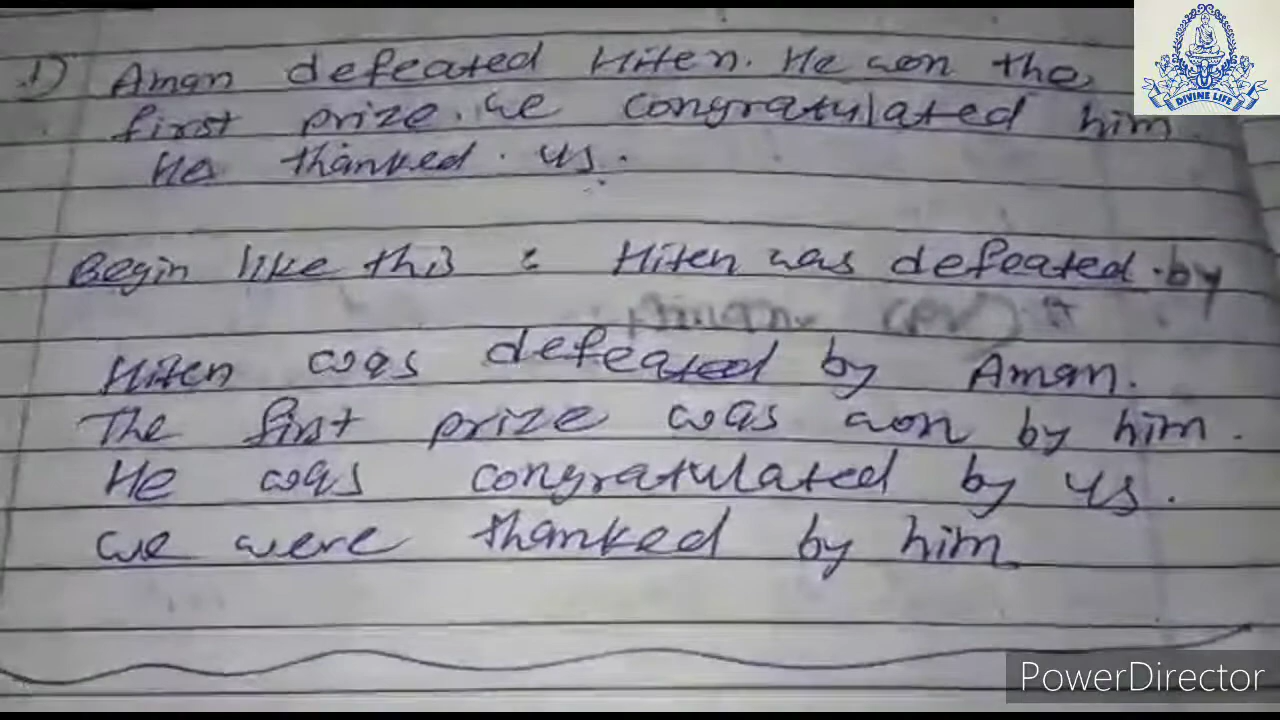 1) Aman defeated Hiten. He won the
first prize. we congratulated him
He thanked us.
DIVINE LIFE
Begin like this : Hiten was defeated by
Aman
Hiten was defeated by Aman.
The first prize was won by him.
He was congratulated by us.
we were thanked by him
PowerDirector